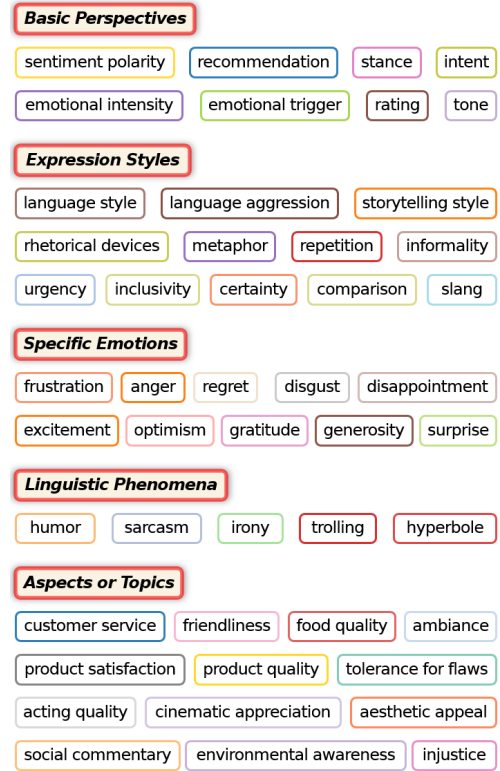 Basic Perspectives
sentiment polarity recommendation stance intent
emotional intensity emotional trigger rating tone
Expression Styles
language style language aggression storytelling style
rhetorical devices metaphor repetition informality
urgency inclusivity certainty comparison slang
Specific Emotions
frustration anger regret disgust disappointment
excitement optimism gratitude generosity surprise
Linguistic Phenomena
humor sarcasm irony trolling hyperbole
Aspects or Topics
customer service friendliness food quality ambiance
product satisfaction product quality tolerance for flaws
acting quality cinematic appreciation aesthetic appeal
social commentary environmental awareness injustice